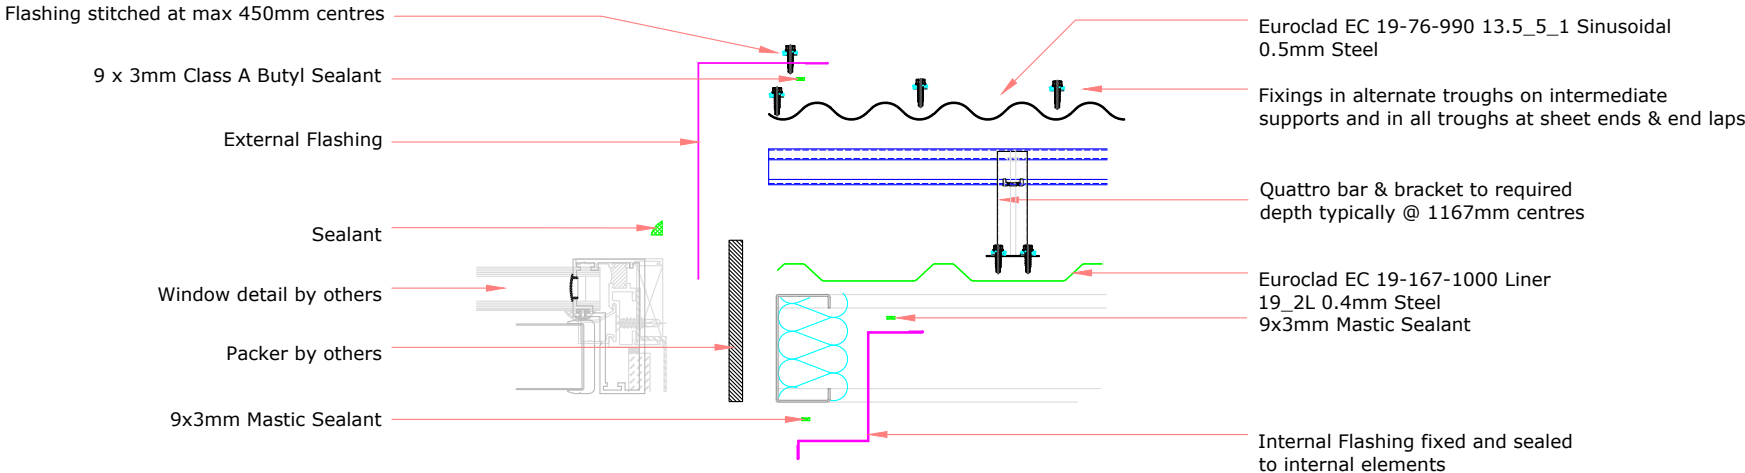 Flashing stitched at max 450mm centres
9 x 3mm Class A Butyl Sealant
External Flashing
Sealant
Window detail by others
Packer by others
9x3mm Mastic Sealant
Euroclad EC 19-76-990 13.5_5_1 Sinusoidal
0.5mm Steel
Fixings in alternate troughs on intermediate
supports and in all troughs at sheet ends & end laps
Quattro bar & bracket to required
depth typically @ 1167mm centres
Euroclad EC 19-167-1000 Liner
19_2L 0.4mm Steel
9x3mm Mastic Sealant
Internal Flashing fixed and sealed
to internal elements